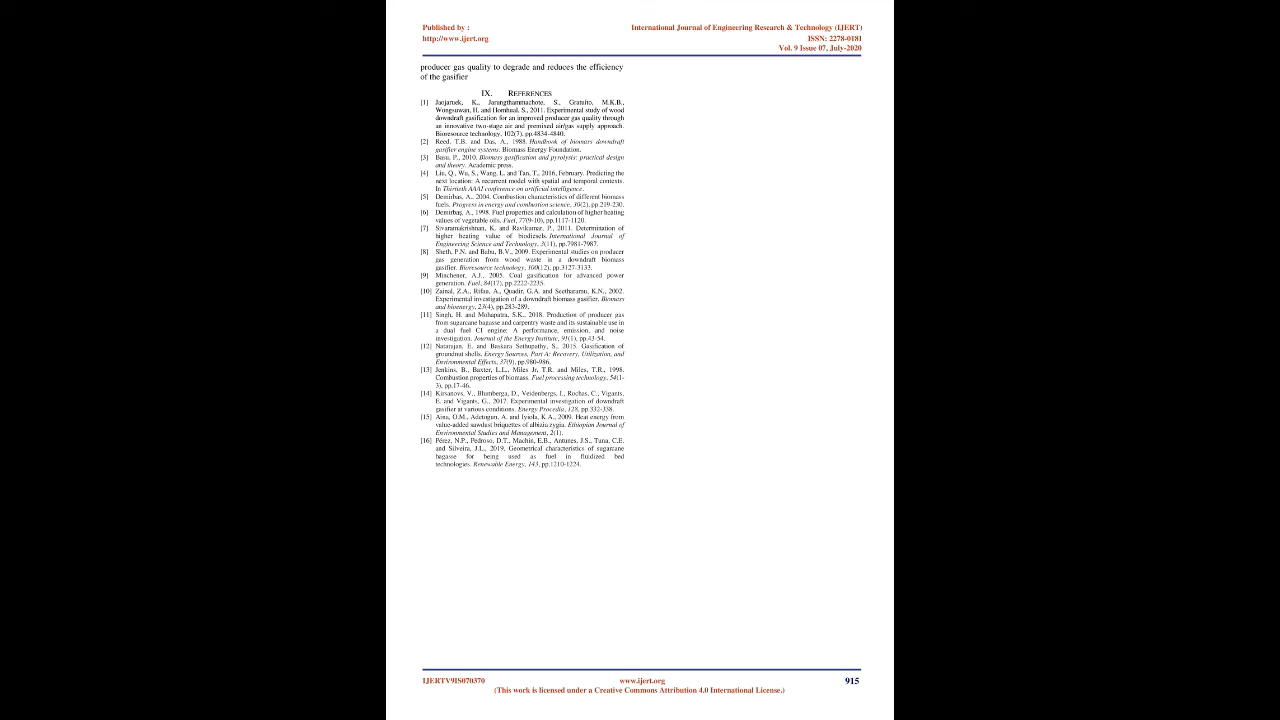 Published by :
International Journal of Engineering Research & Technology (IJERT)
http://www.ijert.org
ISSN: 2278-0181
Vol. 9 Issue 07, July-2020
producer gas quality to degrade and reduces the efficiency
of the gasifier
IX. REFERENCES
[1] Jaojaruek, K., Jarungthammachote, S., Gratuito, M.K.B.,
Wongsuwan, H. and Homhual, S., 2011. Experimental study of wood
downdraft gasification for an improved producer gas quality through
an innovative two-stage air and premixed air/gas supply approach.
Bioresource technology, 102(7), pp.4834-4840.
[2] Reed, T.B. and Das, A., 1988. Handbook of biomass downdraft
gasifier engine systems. Biomass Energy Foundation.
[3] Basu, P., 2010. Biomass gasification and pyrolysis: practical design
and theory. Academic press.
[4] Liu, Q., Wu, S., Wang, L. and Tan, T., 2016, February. Predicting the
next location: A recurrent model with spatial and temporal contexts.
In Thirtieth AAAI conference on artificial intelligence.
[5] Demirbas, A., 2004. Combustion characteristics of different biomass
fuels. Progress in energy and combustion science, 30(2), pp.219-230.
[6] Demirbaş, A., 1998. Fuel properties and calculation of higher heating
values of vegetable oils. Fuel, 77(9-10), pp.1117-1120.
[7] Sivaramakrishnan, K. and Ravikumar, P., 2011. Determination of
higher heating value of biodiesels. International Journal of
Engineering Science and Technology, 3(11), pp.7981-7987.
[8] Sheth, P.N. and Babu, B.V., 2009. Experimental studies on producer
gas generation from wood waste in a downdraft biomass
gasifier. Bioresource technology, 100(12), pp.3127-3133.
[9] Minchener, A.J., 2005. Coal gasification for advanced power
generation. Fuel, 84(17), pp.2222-2235.
[10] Zainal, Z.A., Rifau, A., Quadir, G.A. and Seetharamu, K.N., 2002.
Experimental investigation of a downdraft biomass gasifier. Biomass
and bioenergy, 23(4), pp.283-289.
[11] Singh, H. and Mohapatra, S.K., 2018. Production of producer gas
from sugarcane bagasse and carpentry waste and its sustainable use in
a dual fuel CI engine: A performance, emission, and noise
investigation. Journal of the Energy Institute, 91(1), pp.43-54.
[12] Natarajan, E. and Baskara Sethupathy, S., 2015. Gasification of
groundnut shells. Energy Sources, Part A: Recovery, Utilization, and
Environmental Effects, 37(9), pp.980-986.
[13] Jenkins, B., Baxter, L.L., Miles Jr, T.R. and Miles, T.R., 1998.
Combustion properties of biomass. Fuel processing technology, 54(1-
3), pp.17-46.
[14] Kirsanovs, V., Blumberga, D., Veidenbergs, I., Rochas, C., Vigants,
E. and Vigants, G., 2017. Experimental investigation of downdraft
gasifier at various conditions. Energy Procedia, 128, pp.332-338.
[15] Aina, O.M., Adetogun, A. and Iyiola, K.A., 2009. Heat energy from
value-added sawdust briquettes of albizia zygia. Ethiopian Journal of
Environmental Studies and Management, 2(1).
[16] Pérez, N.P., Pedroso, D.T., Machin, E.B., Antunes, J.S., Tuna, C.E.
and Silveira, J.L., 2019. Geometrical characteristics of sugarcane
bagasse for being used as fuel in fluidized bed
technologies. Renewable Energy, 143, pp.1210-1224.
IJERTV9IS070370
www.ijert.org
915
(This work is licensed under a Creative Commons Attribution 4.0 International License.)